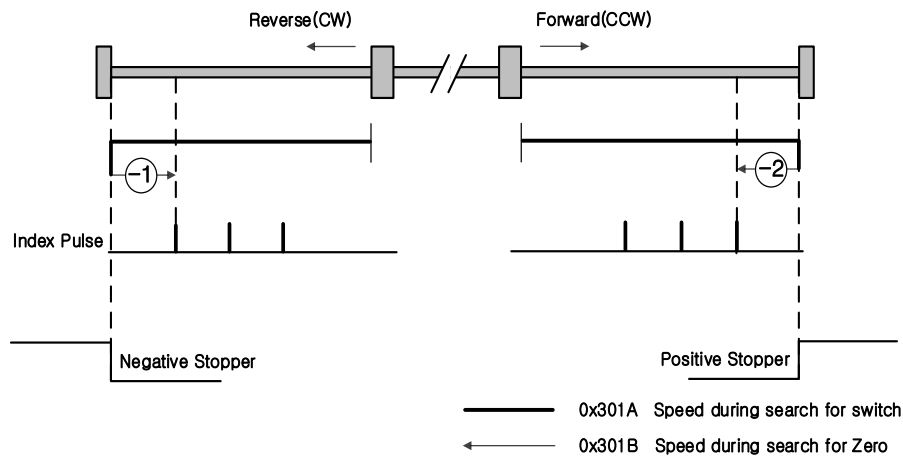 Reverse(CW)
Forward(CCW)
-1
-2
Index Pulse
Negative Stopper
Positive Stopper
0x301A Speed during search for switch
0x301B Speed during search for Zero